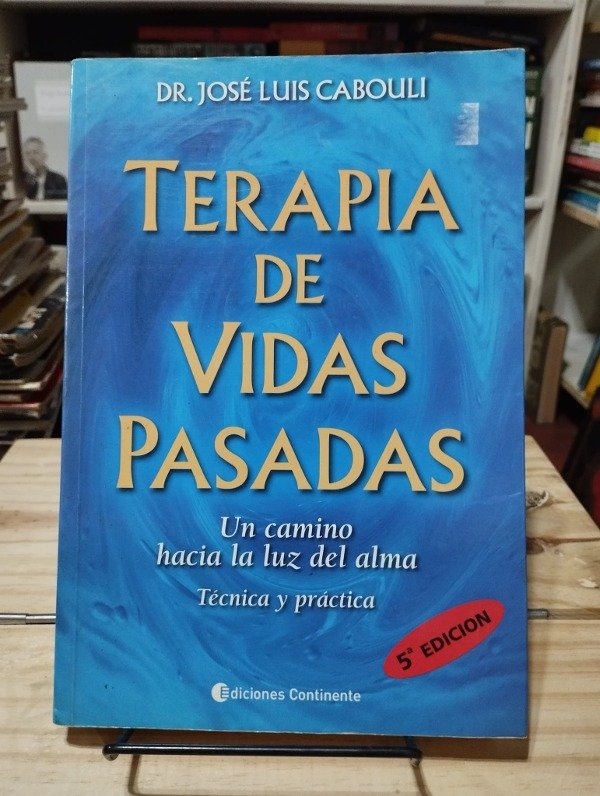 DR. JOSÉ LUIS CABOULI
TERAPIA
DE
VIDAS
PASADAS
Un camino
hacia la luz del alma
Técnica y práctica
5ª EDICION
Ediciones Continente